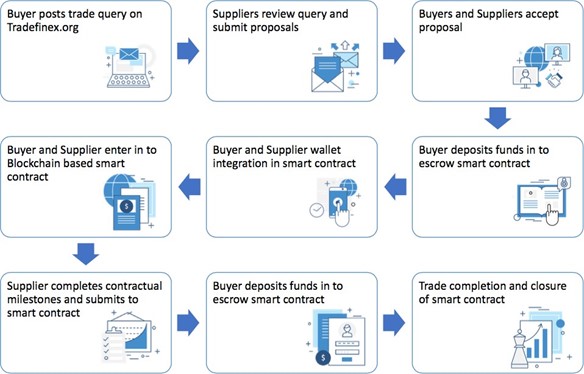 Buyer posts trade query on
Tradefinex.org
Suppliers review query and
submit proposals
Buyers and Suppliers accept
proposal
Buyer deposits funds in to
escrow smart contract
Buyer and Supplier wallet
integration in smart contract
Buyer and Supplier enter in to
Blockchain based smart
contract
Supplier completes contractual
milestones and submits to
smart contract
Buyer deposits funds in to
escrow smart contract
Trade completion and closure
of smart contract